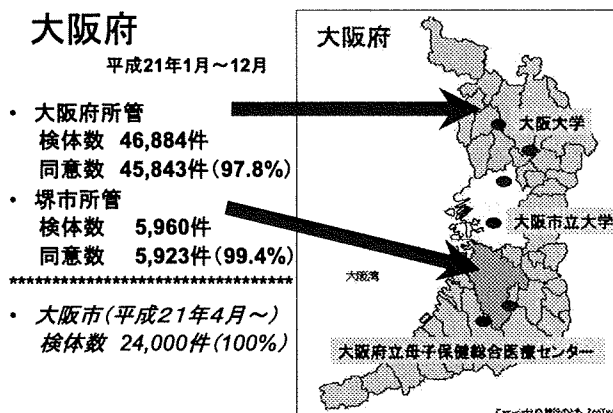 大阪府
平成21年1月~12月
・ 大阪府所管
検体数 46,884件
同意数 45,843件(97.8%)
・ 堺市所管
検体数 5,960件
同意数 5,923件(99.4%)
********************************
・ 大阪市(平成21年4月~)
検体数 24,000件(100%)
大阪府
大阪大学
大阪市立大学
大阪湾
大阪府立母子保健総合医療センター